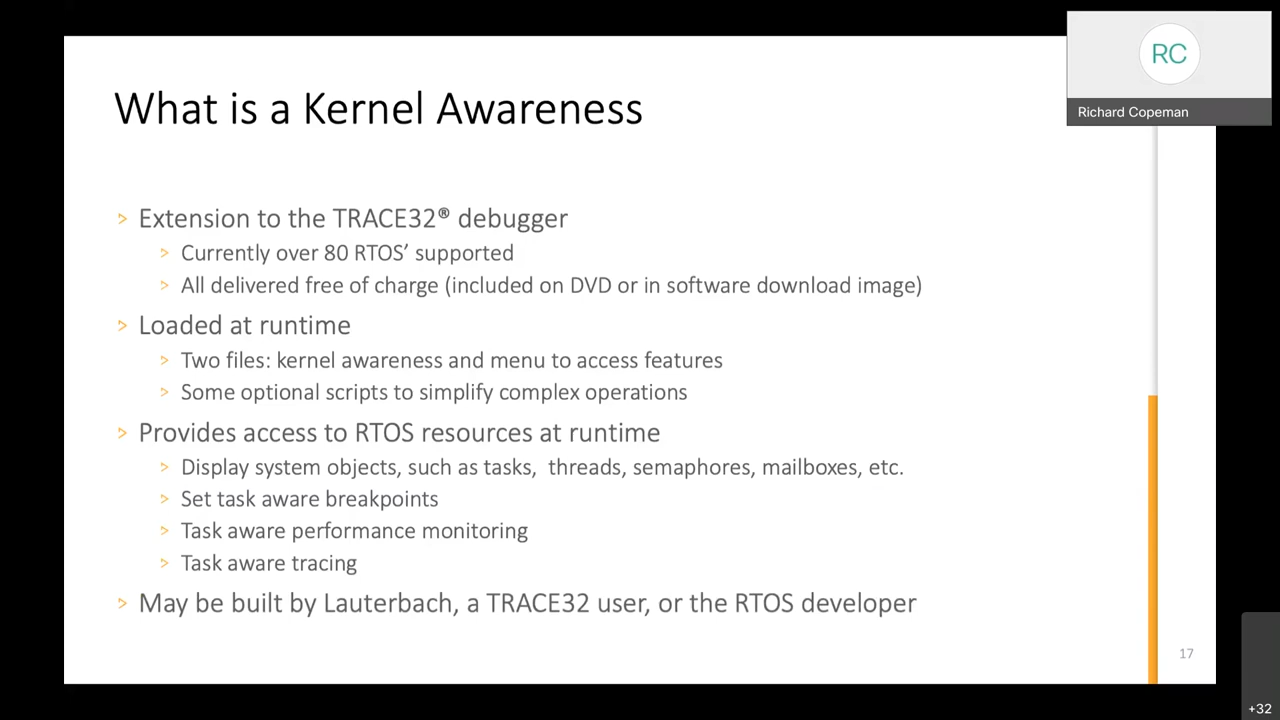 What is a Kernel Awareness
RC
Richard Copeman
> Extension to the TRACE32® debugger
> Currently over 80 RTOS’ supported
> All delivered free of charge (included on DVD or in software download image)
> Loaded at runtime
> Two files: kernel awareness and menu to access features
> Some optional scripts to simplify complex operations
> Provides access to RTOS resources at runtime
> Display system objects, such as tasks,  threads, semaphores, mailboxes, etc.
> Set task aware breakpoints
> Task aware performance monitoring
> Task aware tracing
> May be built by Lauterbach, a TRACE32 user, or the RTOS developer
17
+32